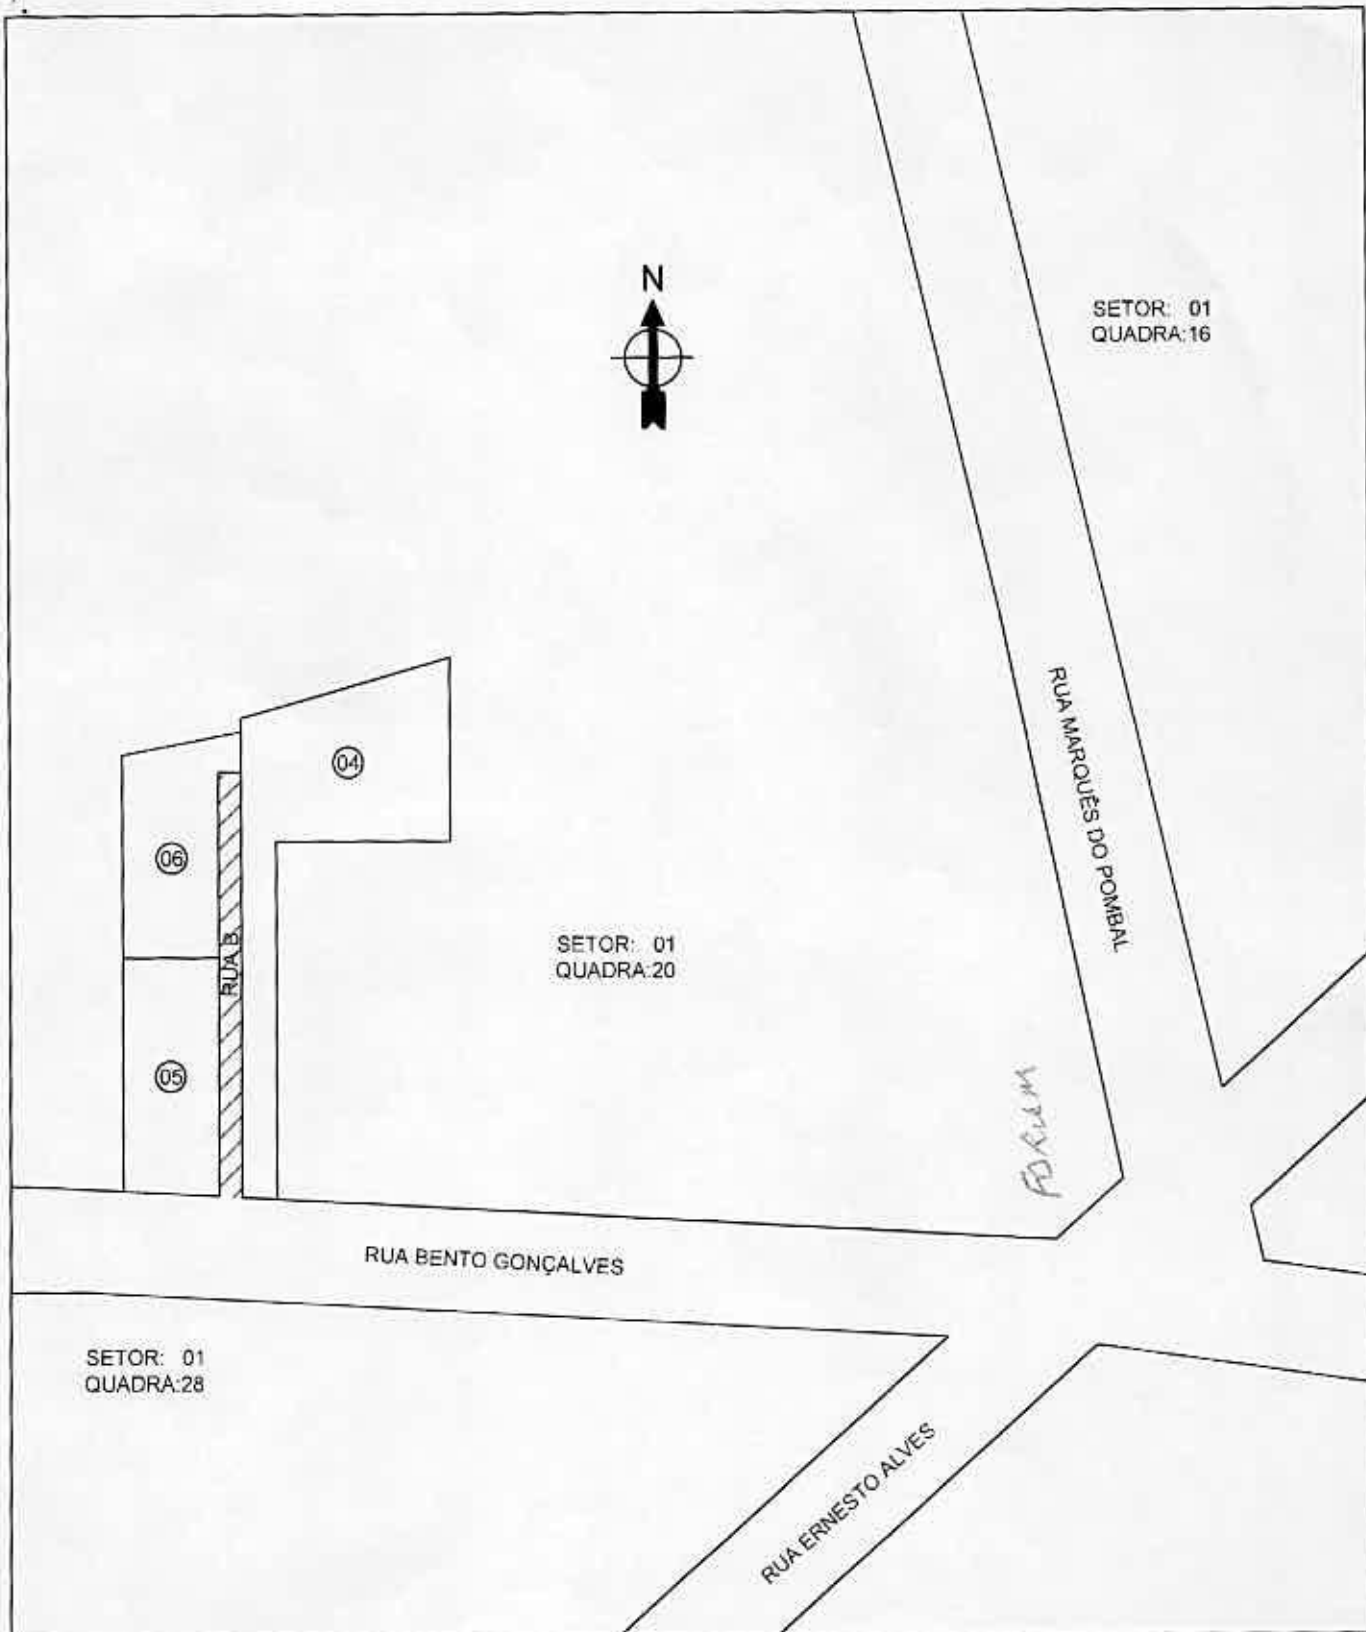 N
SETOR: 01
QUADRA:16
RUA MARQUÊS DO POMBAL
04
06
RUA B
SETOR: 01
QUADRA:20
05
FORUM
RUA BENTO GONÇALVES
SETOR: 01
QUADRA:28
RUA ERNESTO ALVES